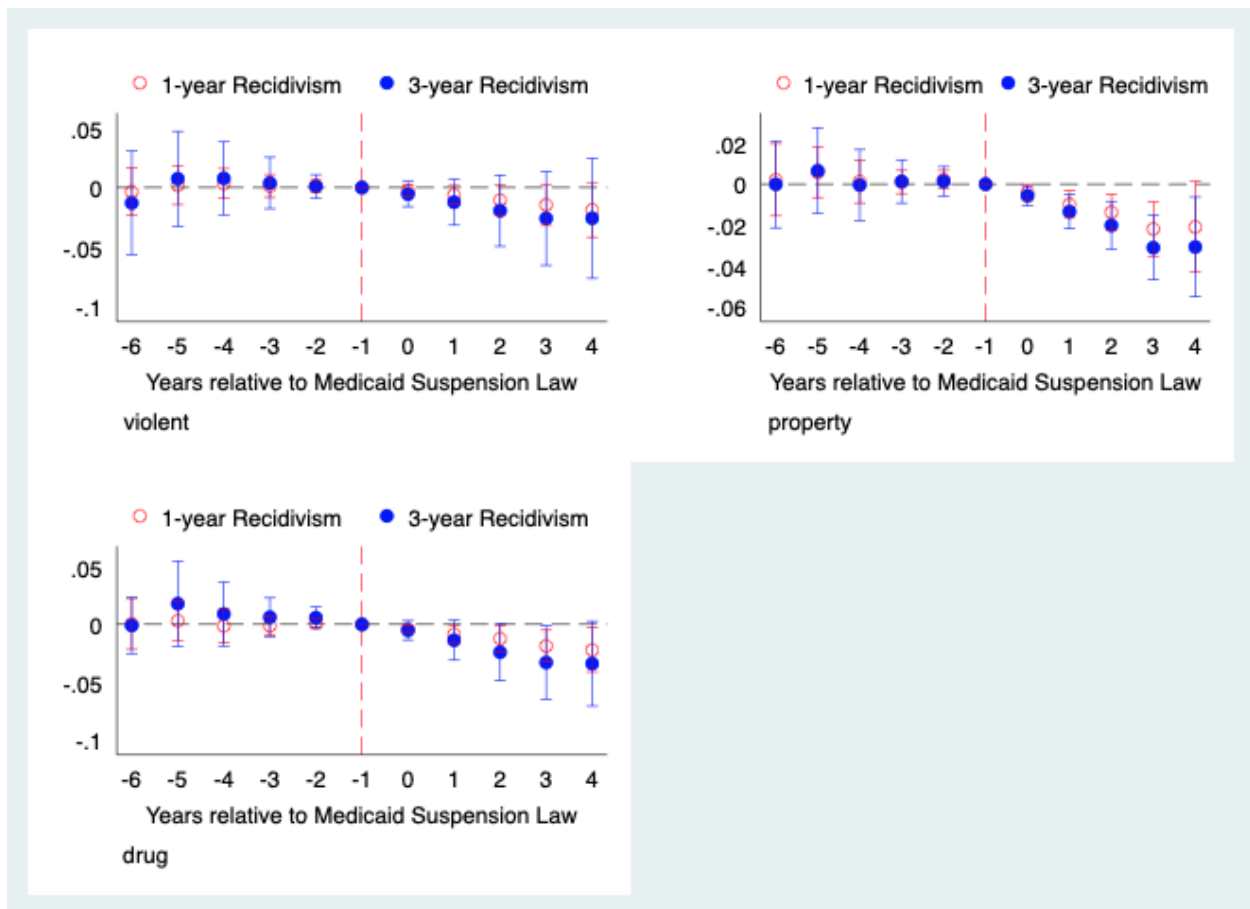 1-year Recidivism 3-year Recidivism
.05
0
-.05
-.1
-6 -5 -4 -3 -2 -1 0 1 2 3 4
Years relative to Medicaid Suspension Law
violent
1-year Recidivism 3-year Recidivism
.02
0
-.02
-.04
-.06
-6 -5 -4 -3 -2 -1 0 1 2 3 4
Years relative to Medicaid Suspension Law
property
1-year Recidivism 3-year Recidivism
.05
0
-.05
-.1
-6 -5 -4 -3 -2 -1 0 1 2 3 4
Years relative to Medicaid Suspension Law
drug